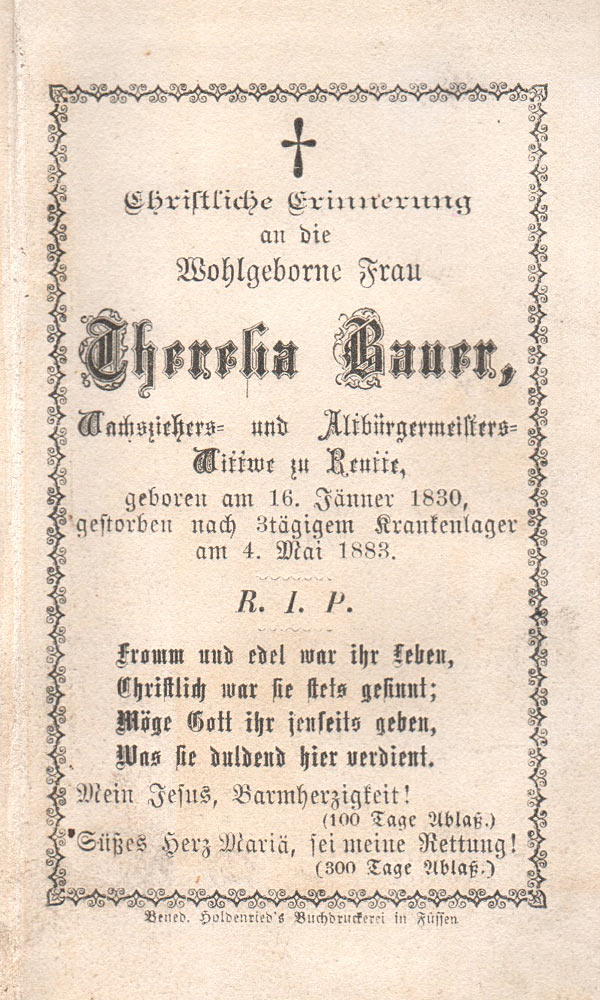 Christliche Erinnerung
an die
Wohlgeborne Frau
Theresia Bauer,
Wachsziehers- und Altbürgermeisters-
Wittwe zu Reutte,
geboren am 16. Jänner 1830,
gestorben nach 3tägigem Krankenlager
am 4. Mai 1883.
R. I. P.
Fromm und edel war ihr Leben,
Christlich war sie stets gesinnt;
Möge Gott ihr jenseits geben,
Was sie duldend hier verdient.
Mein Jesus, Barmherzigkeit!
(100 Tage Ablaß.)
Süßes Herz Mariä, sei meine Rettung!
(300 Tage Ablaß.)
Bened. Holdenried's Buchdruckerei in Füssen